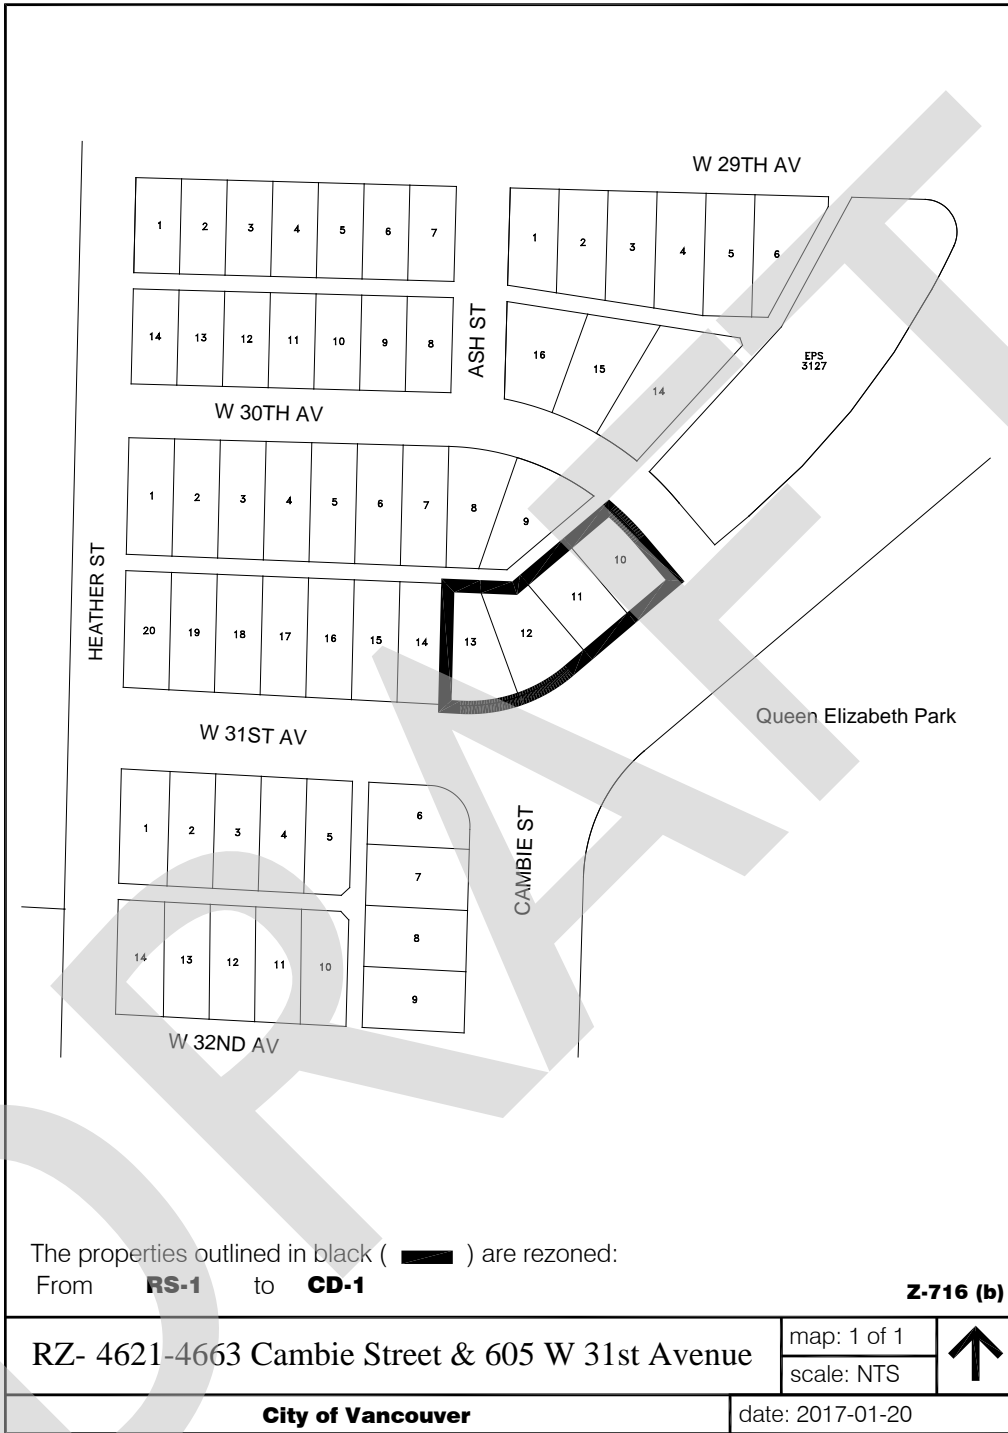 W 29TH AV
1 2 3 4 5 6 7
1 2 3 4 5 6
14 13 12 11 10 9 8
ASH ST
16 15 14
EPS
3127
W 30TH AV
1 2 3 4 5 6 7 8 9
10
11
12
13
HEATHER ST
20 19 18 17 16 15 14
W 31ST AV
Queen Elizabeth Park
1 2 3 4 5
6
7
8
9
CAMBIE ST
14 13 12 11 10
W 32ND AV
DRAFT
The properties outlined in black ( ) are rezoned:
From RS-1 to CD-1
Z-716 (b)
RZ- 4621-4663 Cambie Street & 605 W 31st Avenue
map: 1 of 1
scale: NTS
City of Vancouver
date: 2017-01-20